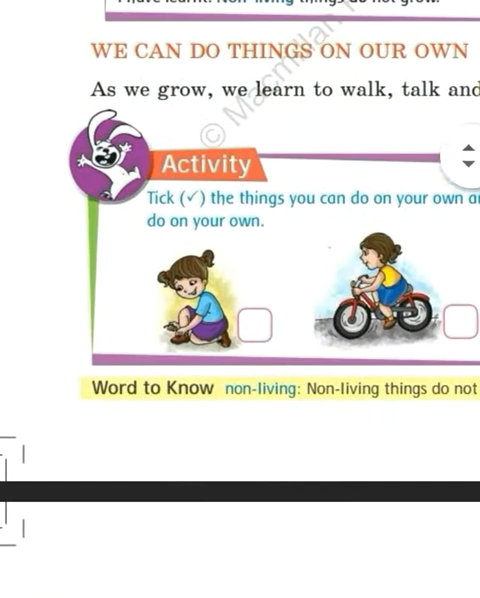 WE CAN DO THINGS ON OUR OWN
As we grow, we learn to walk, talk and
© Macmillan
Activity
Tick (✓) the things you can do on your own
do on your own.
Word to Know non-living: Non-living things do not